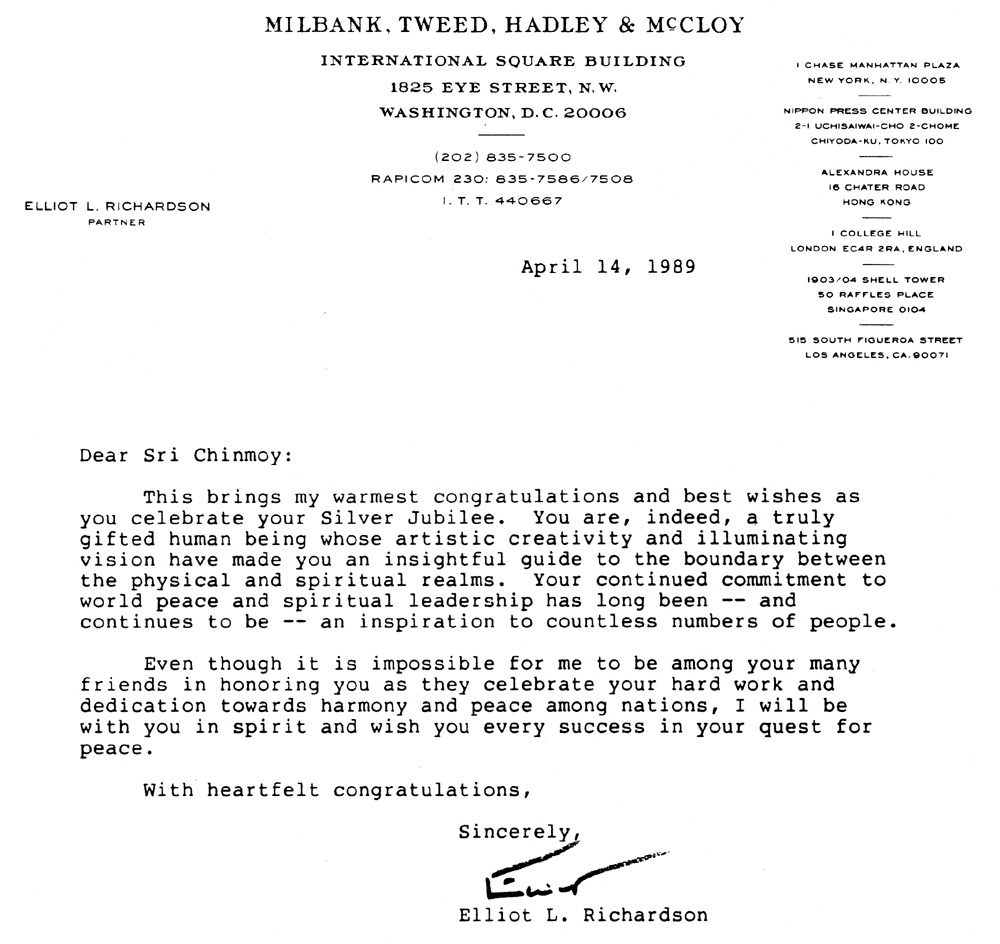 MILBANK, TWEED, HADLEY & McCLOY
INTERNATIONAL SQUARE BUILDING
1825 EYE STREET, N.W.
WASHINGTON, D.C. 20006
(202) 835-7500
RAPICOM 230: 835-7586/7508
I.T.T. 440667
ELLIOT L. RICHARDSON
PARTNER
1 CHASE MANHATTAN PLAZA
NEW YORK, N.Y. 10005
NIPPON PRESS CENTER BUILDING
2-1 UCHISAIWAI-CHO 2-CHOME
CHIYODA-KU, TOKYO 100
ALEXANDRA HOUSE
16 CHATER ROAD
HONG KONG
1 COLLEGE HILL
LONDON EC4R 2RA, ENGLAND
1903/04 SHELL TOWER
50 RAFFLES PLACE
SINGAPORE 0104
515 SOUTH FIGUEROA STREET
LOS ANGELES, CA. 90071
April 14, 1989
Dear Sri Chinmoy:
This brings my warmest congratulations and best wishes as
you celebrate your Silver Jubilee. You are, indeed, a truly
gifted human being whose artistic creativity and illuminating
vision have made you an insightful guide to the boundary between
the physical and spiritual realms. Your continued commitment to
world peace and spiritual leadership has long been -- and
continues to be -- an inspiration to countless numbers of people.
Even though it is impossible for me to be among your many
friends in honoring you as they celebrate your hard work and
dedication towards harmony and peace among nations, I will be
with you in spirit and wish you every success in your quest for
peace.
With heartfelt congratulations,
Sincerely,
Elliot L. Richardson